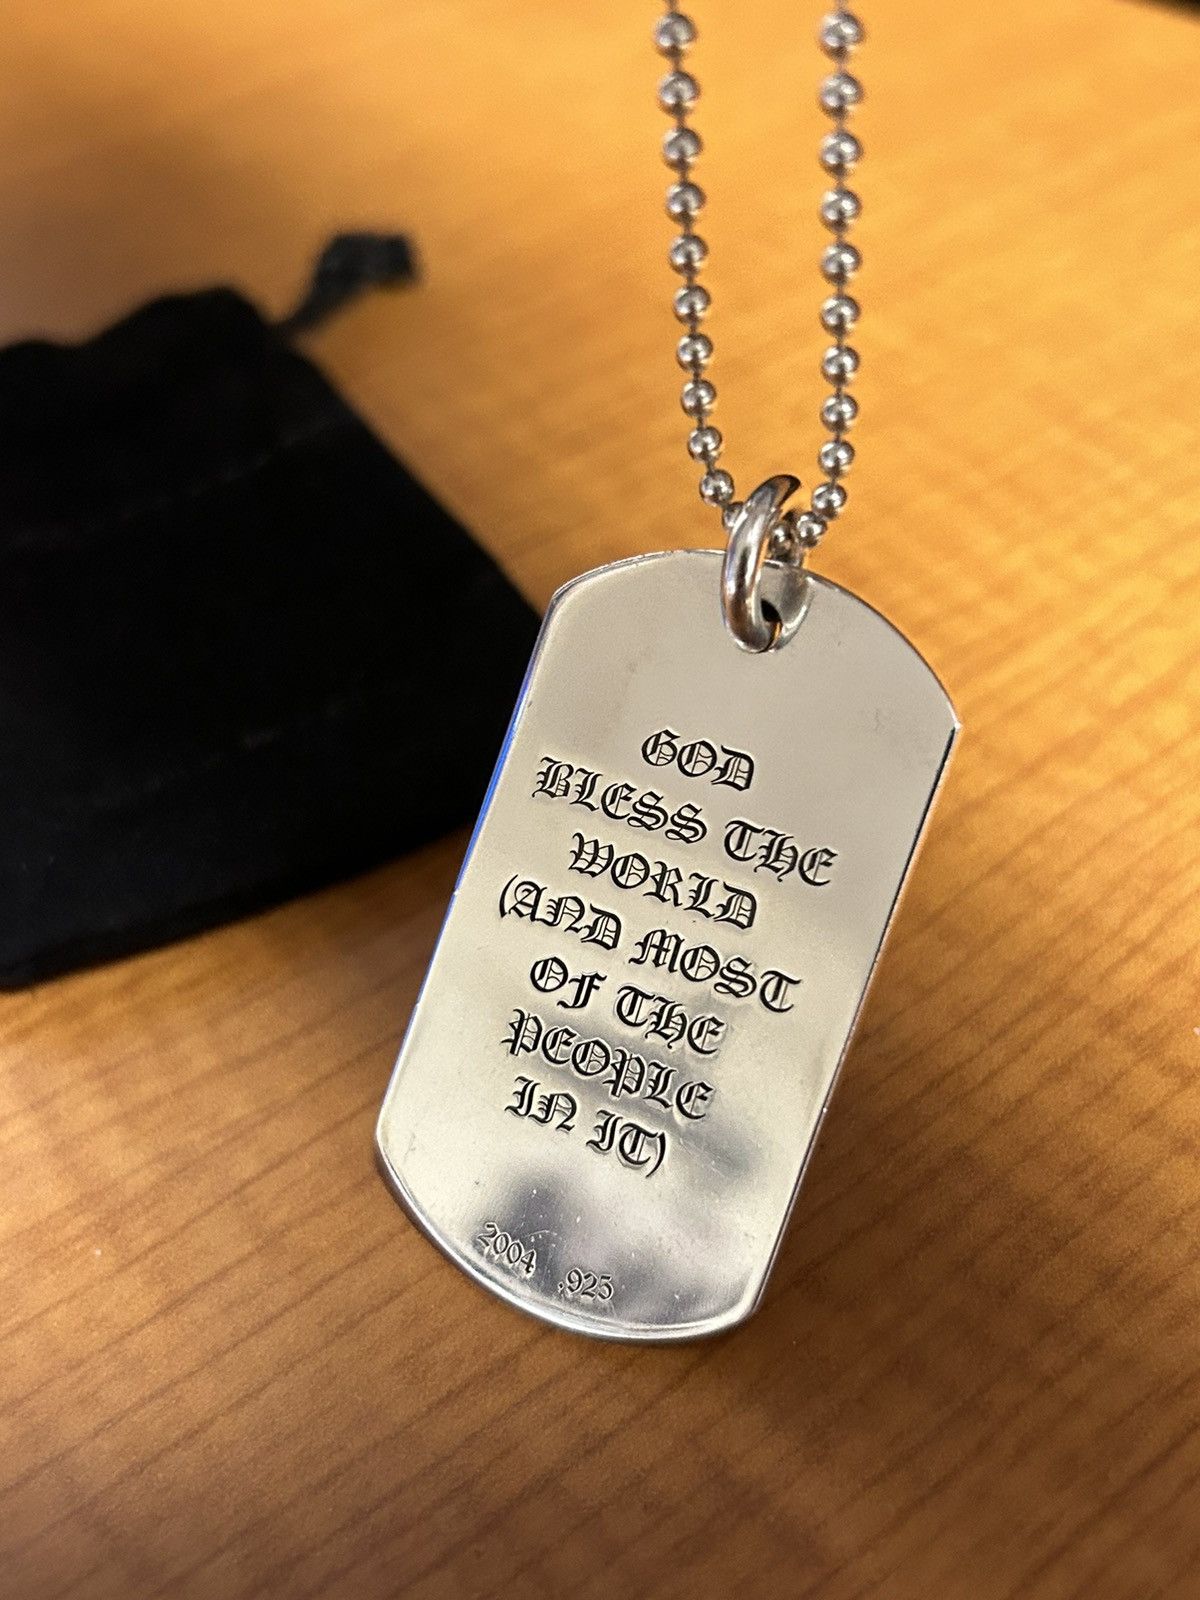 GOD
BLESS THE
WORLD
(AND MOST
OF THE
PEOPLE
IN IT)
2004 .925